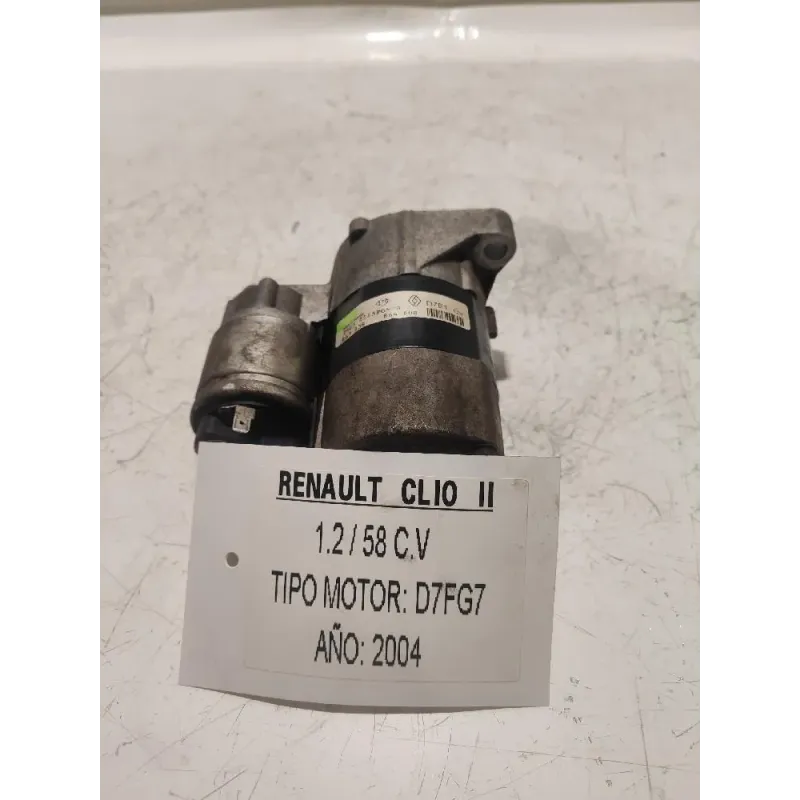 RENAULT CLIO II
1.2 / 58 C.V
TIPO MOTOR: D7FG7
AÑO: 2004